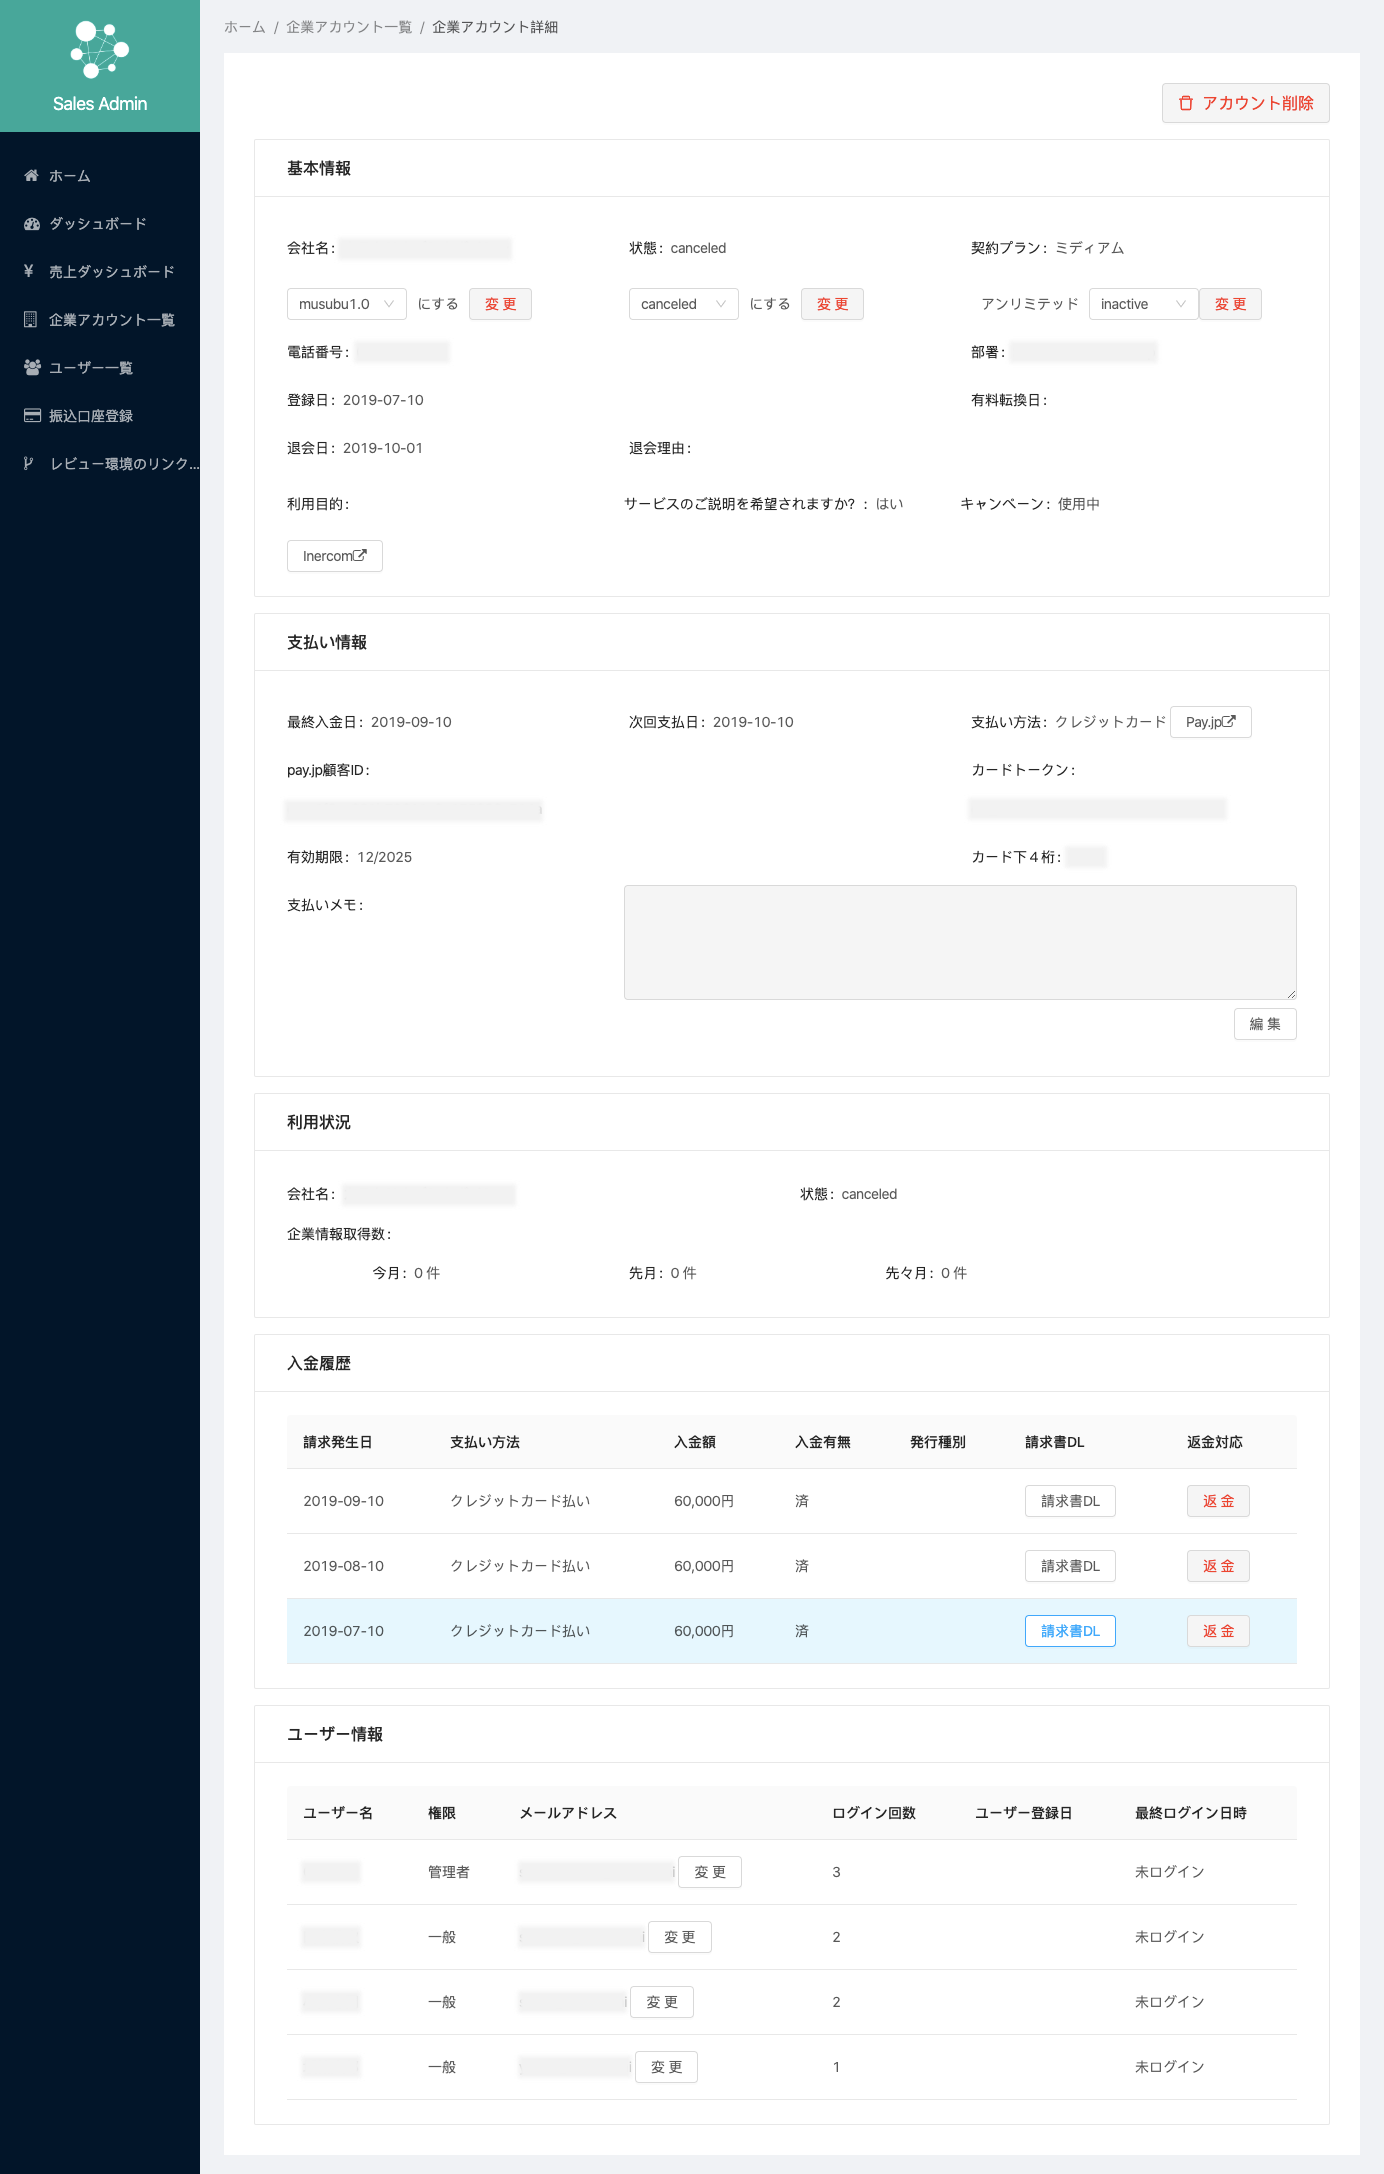 Sales Admin
ホーム
ダッシュボード
¥ 売上ダッシュボード
企業アカウント一覧
ユーザー一覧
振込口座登録
レビュー環境のリンク...
ホーム / 企業アカウント一覧 / 企業アカウント詳細
アカウント削除
基本情報
会社名: 状態: canceled 契約プラン: ミディアム
musubu1.0 にする 変更 canceled にする 変更 アンリミテッド inactive 変更
電話番号: 部署:
登録日: 2019-07-10 有料転換日:
退会日: 2019-10-01 退会理由:
利用目的: サービスのご説明を希望されますか? : はい キャンペーン: 使用中
Inercom
支払い情報
最終入金日: 2019-09-10 次回支払日: 2019-10-10 支払い方法: クレジットカード Pay.jp
pay.jp顧客ID: カードトークン:
有効期限: 12/2025 カード下4桁:
支払いメモ:
編集
利用状況
会社名: 状態: canceled
企業情報取得数:
今月: 0 件 先月: 0 件 先々月: 0 件
入金履歴
請求発生日 支払い方法 入金額 入金有無 発行種別 請求書DL 返金対応
2019-09-10 クレジットカード払い 60,000円 済 請求書DL 返金
2019-08-10 クレジットカード払い 60,000円 済 請求書DL 返金
2019-07-10 クレジットカード払い 60,000円 済 請求書DL 返金
ユーザー情報
ユーザー名 権限 メールアドレス ログイン回数 ユーザー登録日 最終ログイン日時
管理者 変更 3 未ログイン
一般 変更 2 未ログイン
一般 変更 2 未ログイン
一般 変更 1 未ログイン